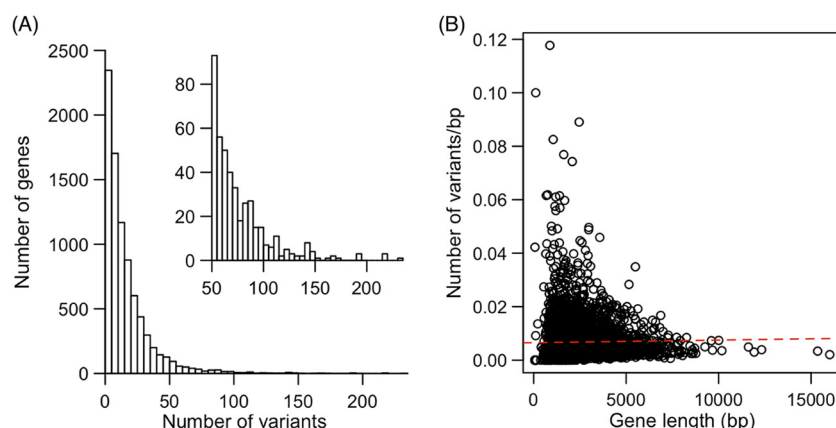 (A)
Number of genes
2500
2000
1500
1000
500
0
0 50 100 150 200
Number of variants
80
60
40
20
0
50 100 150 200
(B)
Number of variants/bp
0.12
0.10
0.08
0.06
0.04
0.02
0.00
0 5000 10000 15000
Gene length (bp)